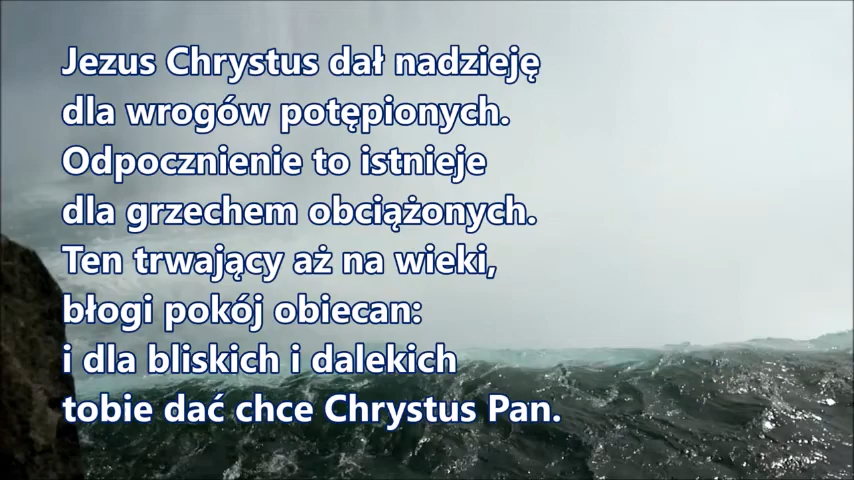 Jezus Chrystus dał nadzieję
dla wrogów potępionych.
Odpocznienie to istnieje
dla grzechem obciążonych.
Ten trwający aż na wieki,
błogi pokój obiecan:
i dla bliskich i dalekich
tobie dać chce Chrystus Pan.